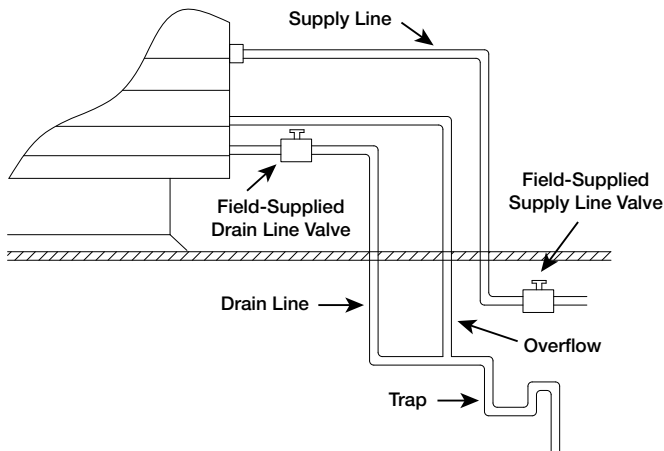 Supply Line
Field-Supplied
Drain Line Valve
Field-Supplied
Supply Line Valve
Drain Line
Overflow
Trap